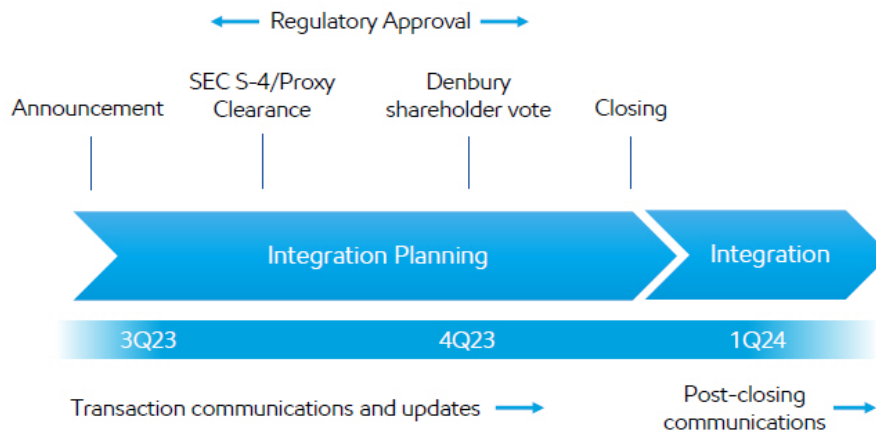 Regulatory Approval
SEC S-4/Proxy
Clearance
Denbury
shareholder vote
Announcement
Closing
Integration Planning
Integration
3Q23
4Q23
1Q24
Transaction communications and updates
Post-closing
communications